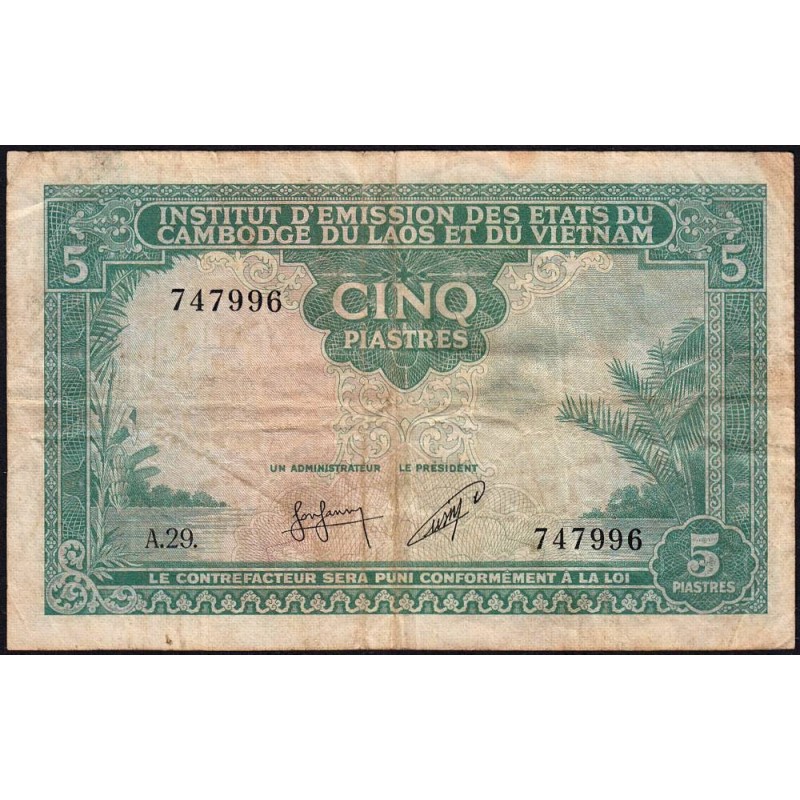 INSTITUT D'EMISSION DES ETATS DU
CAMBODGE DU LAOS ET DU VIETNAM
5 5
747996
CINQ
PIASTRES
UN ADMINISTRATEUR LE PRÉSIDENT
A.29.
747996
5
PIASTRES
LE CONTREFACTEUR SERA PUNI CONFORMÉMENT À LA LOI